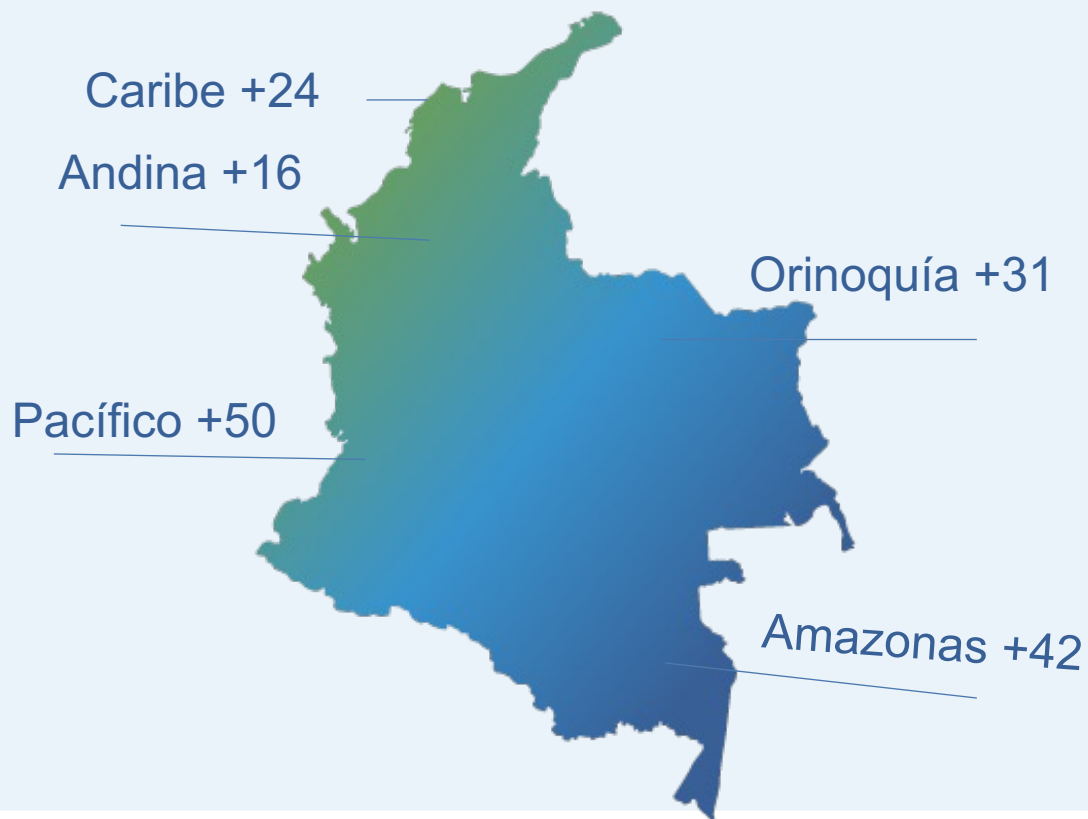 Caribe +24
Andina +16
Orinoquía +31
Pacífico +50
Amazonas +42